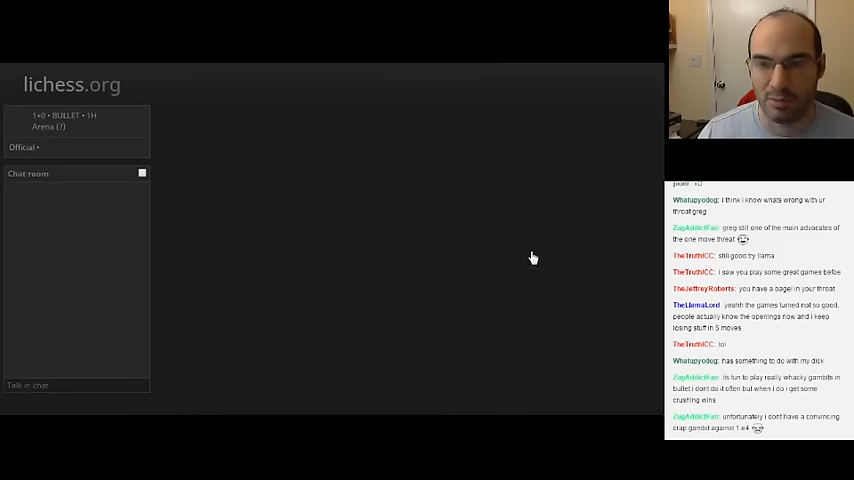 lichess.org
1+0 • BULLET • 1H
Arena (?)
Official •
Chat room
Talk in chat
Whatupyodog: i think i know whats wrong with ur
throat greg
ZugAddictFan: greg still one of the main advocates of
the one move threat
TheTruthICC: still good try llama
TheTruthICC: i saw you play some great games befoe
TheJeffreyRoberts: you have a bagel in your throat
TheLlamaLord: yeahh the games turned not so good,
people actually know the openings now and i keep
losing stuff in 5 moves
TheTruthICC: lol
Whatupyodog: has something to do with my dick
ZugAddictFan: its fun to play really whacky gambits in
bullet i dont do it often but when i do i get some
crushing wins
ZugAddictFan: unfortunately i dont have a convincing
crap gambit against 1.e4